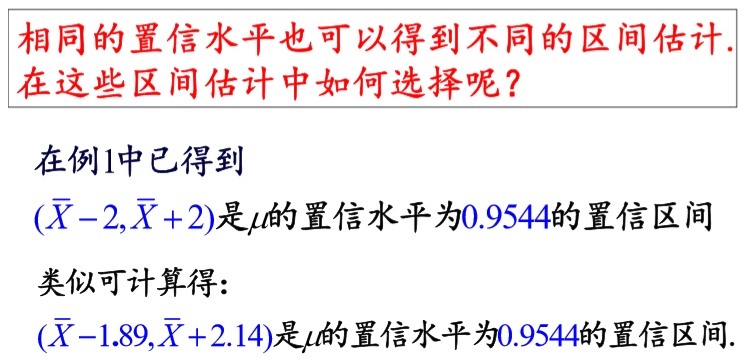 相同的置信水平也可以得到不同的区间估计.
在这些区间估计中如何选择呢？
在例1中已得到
(X̅−2,X̅+2)是μ的置信水平为0.9544的置信区间
类似可计算得：
(X̅−1.89,X̅+2.14)是μ的置信水平为0.9544的置信区间.